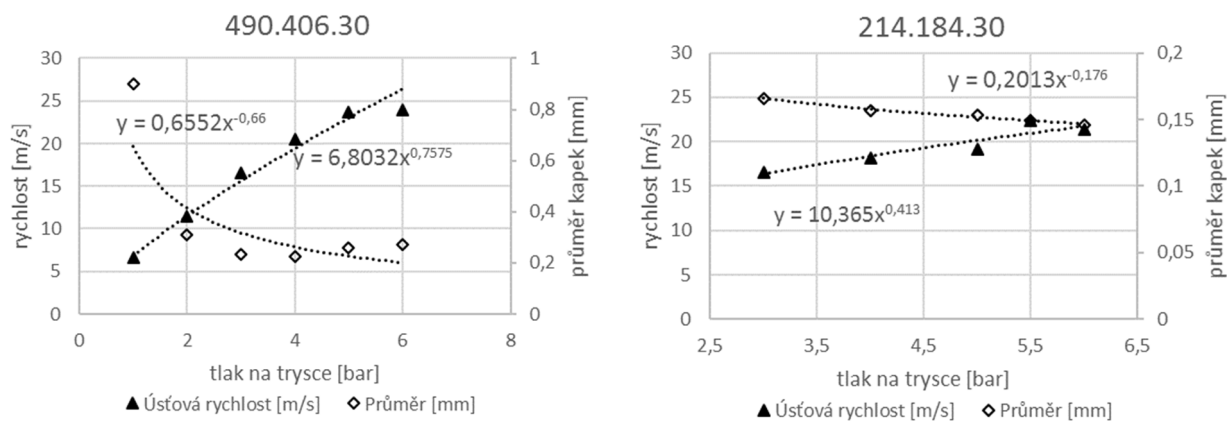 490.406.30
30
25
20
15
10
5
0
rychlost [m/s]
1
0,8
0,6
0,4
0,2
0
průměr kapek [mm]
y = 0,6552x^-0,66
y = 6,8032x^0,7575
0 2 4 6 8
tlak na trysce [bar]
Úsťová rychlost [m/s] Průměr [mm]
214.184.30
30
25
20
15
10
5
0
rychlost [m/s]
0,2
0,15
0,1
0,05
0
průměr kapek [mm]
y = 0,2013x^-0,176
y = 10,365x^0,413
2,5 3,5 4,5 5,5 6,5
tlak na trysce [bar]
Úsťová rychlost [m/s] Průměr [mm]